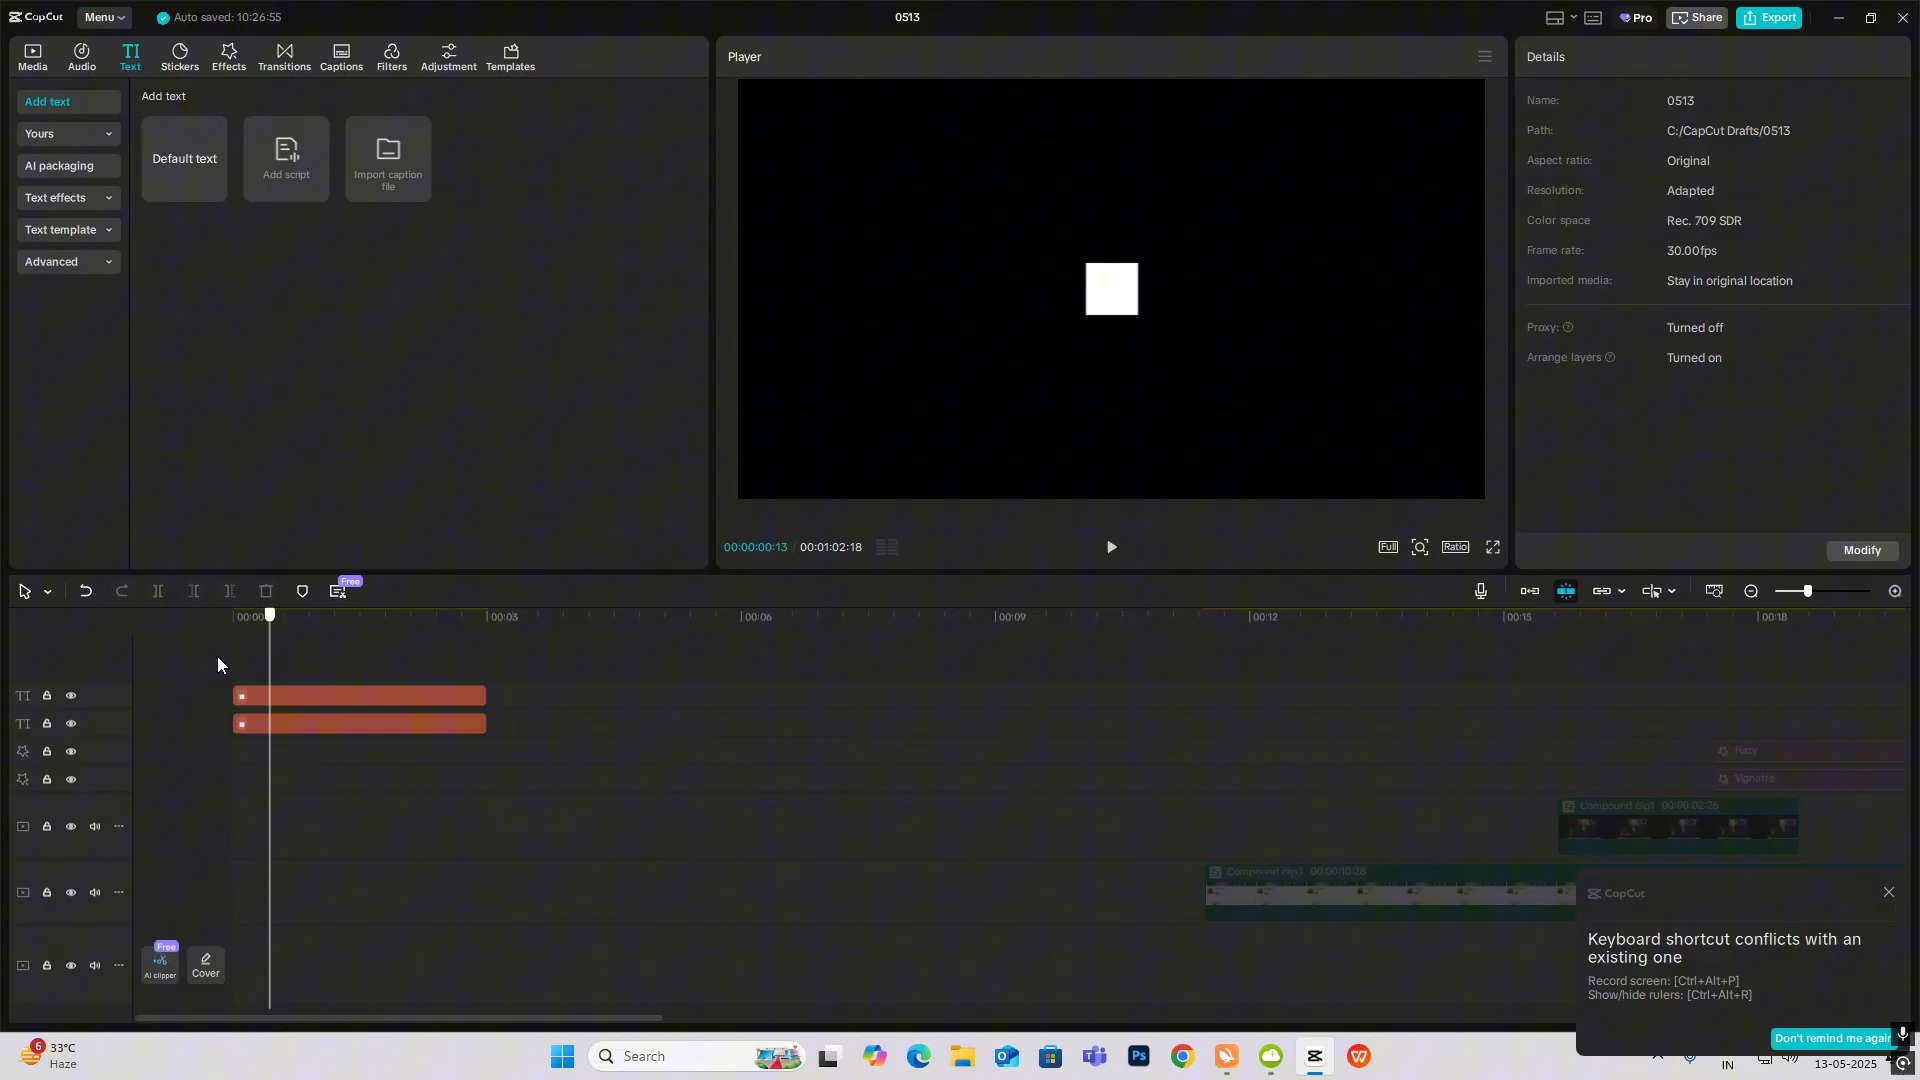 CapCut
Menu
Auto saved: 10:26:55
0513
Pro
Share
Export
Media
Audio
TI
Text
Stickers
Effects
Transitions
Captions
Filters
Adjustment
Templates
Add text
Yours
AI packaging
Text effects
Text template
Advanced
Add text
Default text
Add script
Import caption
file
Player
00:00:00:13 / 00:01:02:18
Full
Ratio
Details
Name: 0513
Path: C:/CapCut Drafts/0513
Aspect ratio: Original
Resolution: Adapted
Color space Rec. 709 SDR
Frame rate: 30.00fps
Imported media: Stay in original location
Proxy: Turned off
Arrange layers Turned on
Modify
Free
00:00
00:03
00:06
00:09
00:12
00:15
00:18
TI
TI
Hazy
Vignette
Compound clip1 00:00:02:26
Compound clip1 00:00:10:28
Free
AI clipper
Cover
CapCut
Keyboard shortcut conflicts with an
existing one
Record screen: [Ctrl+Alt+P]
Show/hide rulers: [Ctrl+Alt+R]
Don't remind me again
6
33°C
Haze
Search
Ps
W
IN
13-05-2025